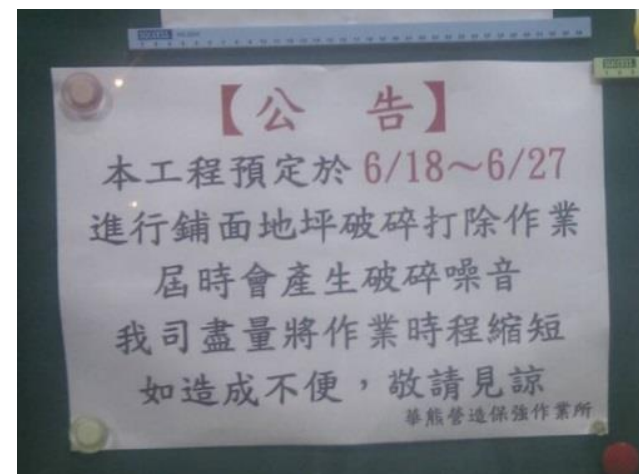 【公 告】
本工程預定於 6/18～6/27
進行鋪面地坪破碎打除作業
屆時會產生破碎噪音
我司盡量將作業時程縮短
如造成不便，敬請見諒
華熊營造保強作業所